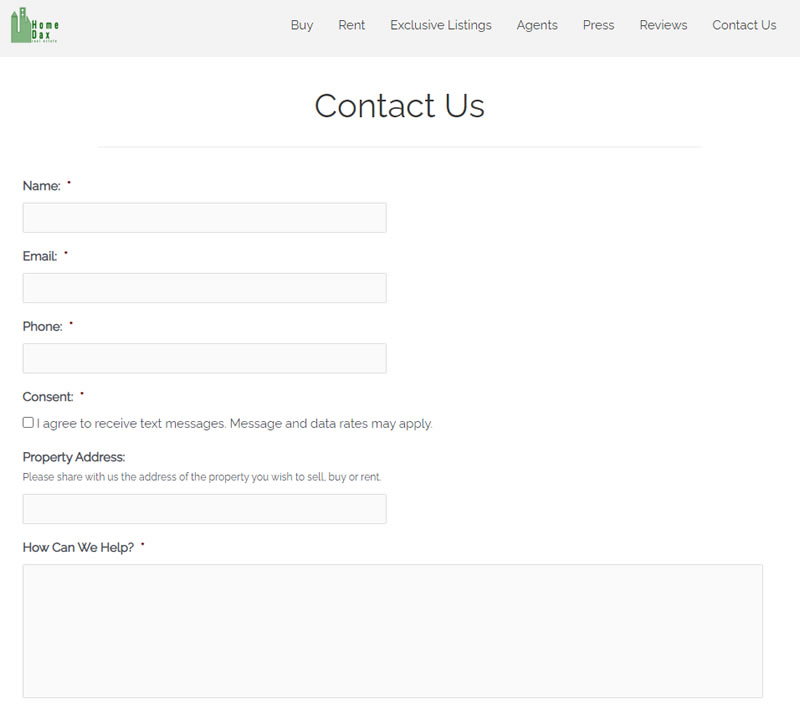 Home
Dax
real estate
Buy Rent Exclusive Listings Agents Press Reviews Contact Us
Contact Us
Name: *
Email: *
Phone: *
Consent: *
I agree to receive text messages. Message and data rates may apply.
Property Address:
Please share with us the address of the property you wish to sell, buy or rent.
How Can We Help? *